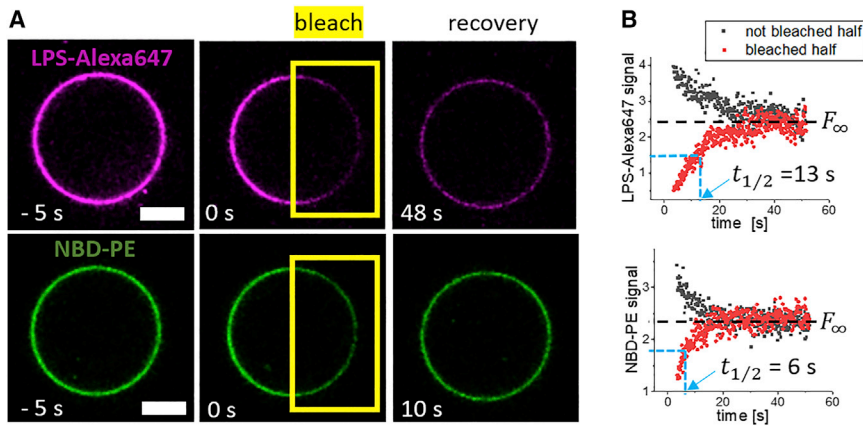 A
bleach
recovery
LPS-Alexa647
- 5 s
0 s
48 s
NBD-PE
- 5 s
0 s
10 s
B
not bleached half
bleached half
LPS-Alexa647 signal
4
3
2
1
F∞
t1/2 =13 s
0 20 40 60
time [s]
NBD-PE signal
3
2
1
F∞
t1/2 = 6 s
0 20 40 60
time [s]